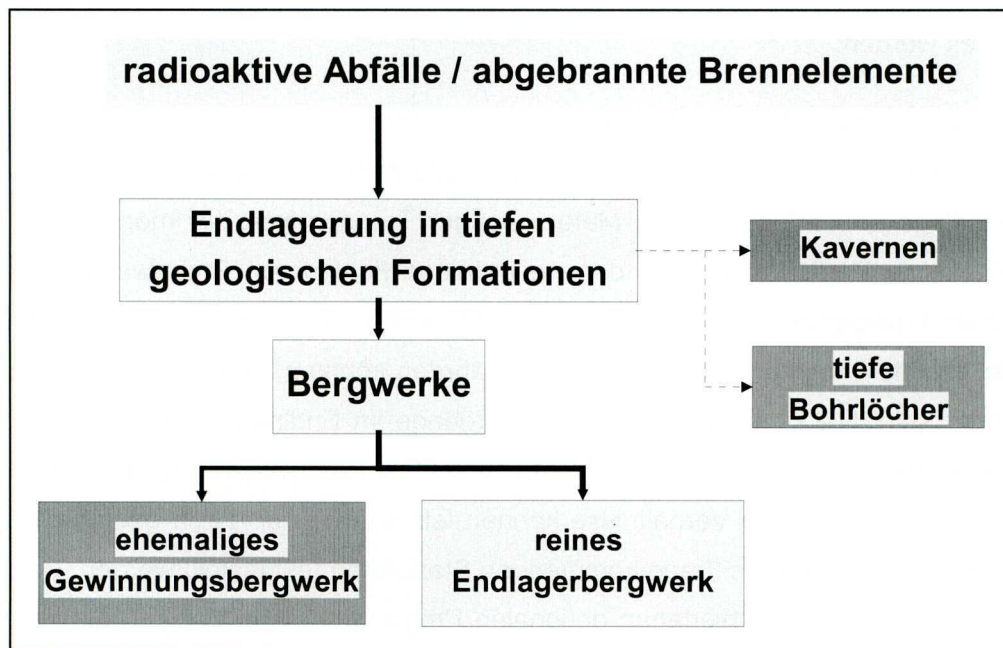 radioaktive Abfälle / abgebrannte Brennelemente
Endlagerung in tiefen
geologischen Formationen
Kavernen
Bergwerke
tiefe
Bohrlöcher
ehemaliges
Gewinnungsbergwerk
reines
Endlagerbergwerk